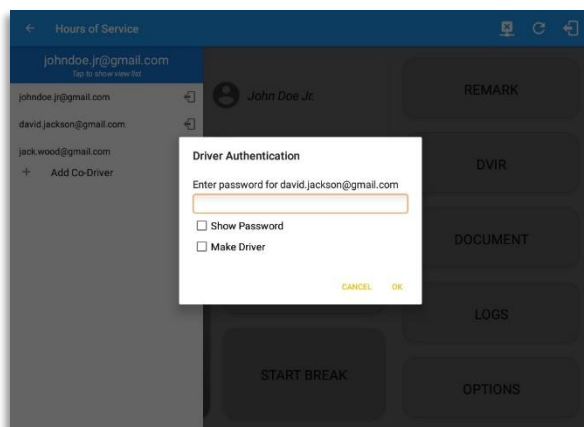 Hours of Service
johndoe.jr@gmail.com
Tap to show view list
johndoe.jr@gmail.com
david.jackson@gmail.com
jack.wood@gmail.com
+ Add Co-Driver
John Doe Jr.
Driver Authentication
Enter password for david.jackson@gmail.com
Show Password
Make Driver
CANCEL OK
START BREAK
REMARK
DVIR
DOCUMENT
LOGS
OPTIONS